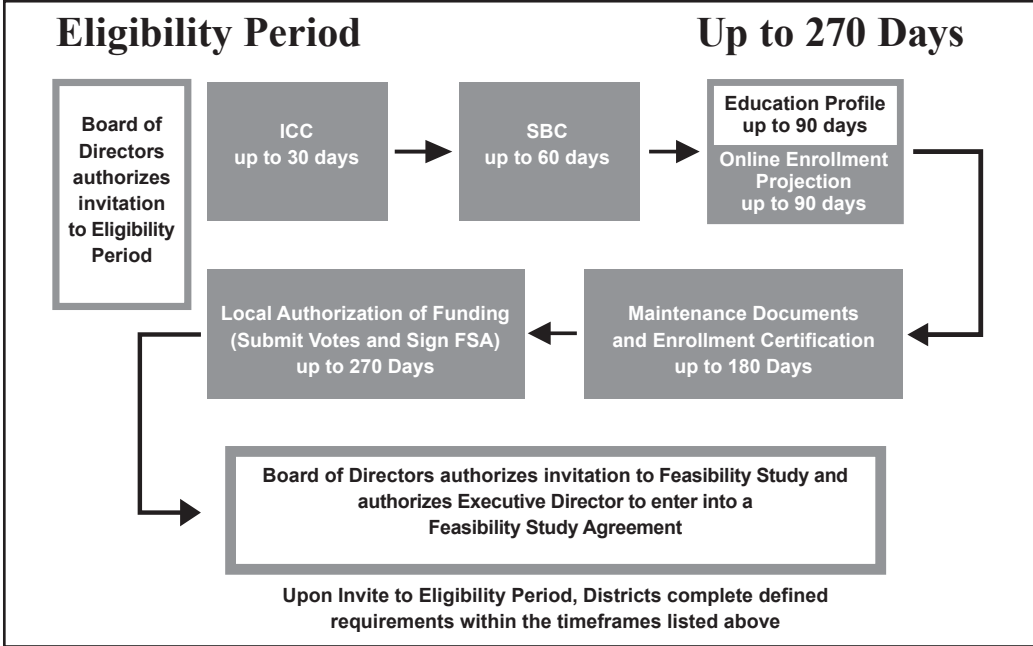 Eligibility Period
Up to 270 Days
Board of
Directors
authorizes
invitation
to Eligibility
Period
ICC
up to 30 days
SBC
up to 60 days
Education Profile
up to 90 days
Online Enrollment
Projection
up to 90 days
Maintenance Documents
and Enrollment Certification
up to 180 Days
Local Authorization of Funding
(Submit Votes and Sign FSA)
up to 270 Days
Board of Directors authorizes invitation to Feasibility Study and
authorizes Executive Director to enter into a
Feasibility Study Agreement
Upon Invite to Eligibility Period, Districts complete defined
requirements within the timeframes listed above